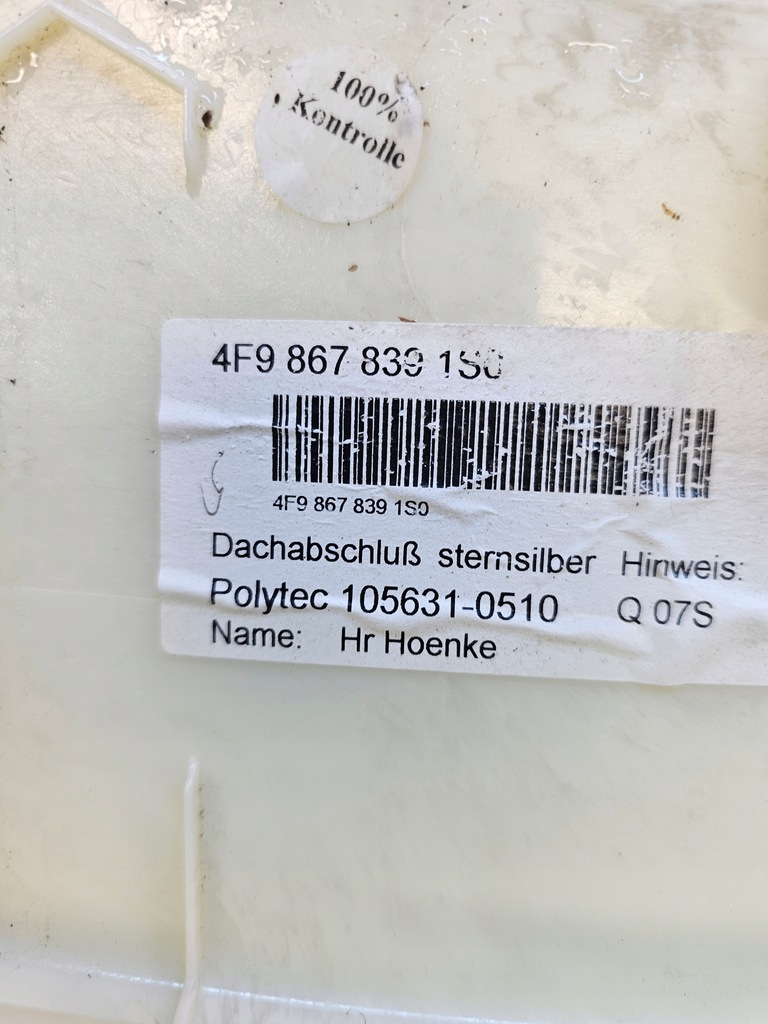 100%
Kontrolle
4F9 867 839 1S0
4F9 867 839 1S0
Dachabschluß sternsilber Hinweis:
Polytec 105631-0510 Q 07S
Name: Hr Hoenke